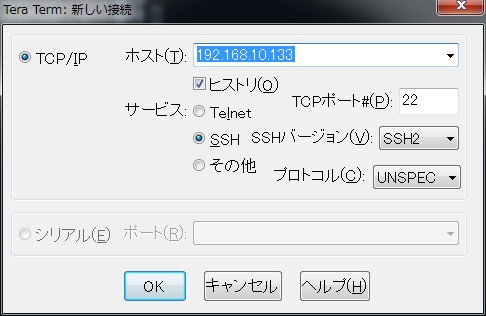 Tera Term: 新しい接続
TCP/IP
ホスト(T): 192.168.10.133
ヒストリ(O)
サービス: Telnet
TCPポート#(P): 22
SSH
SSHバージョン(V): SSH2
その他
プロトコル(C): UNSPEC
シリアル(E)
ポート(R):
OK
キャンセル
ヘルプ(H)